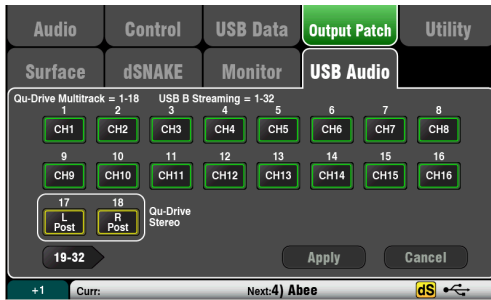 Audio Control USB Data Output Patch Utility
Surface dSNAKE Monitor USB Audio
Qu-Drive Multitrack = 1-18 USB B Streaming = 1-32
1 2 3 4 5 6 7 8
CH1 CH2 CH3 CH4 CH5 CH6 CH7 CH8
9 10 11 12 13 14 15 16
CH9 CH10 CH11 CH12 CH13 CH14 CH15 CH16
17 18
L Post R Post Qu-Drive Stereo
19-32 Apply Cancel
+1 Curr: Next:4) Abee dS